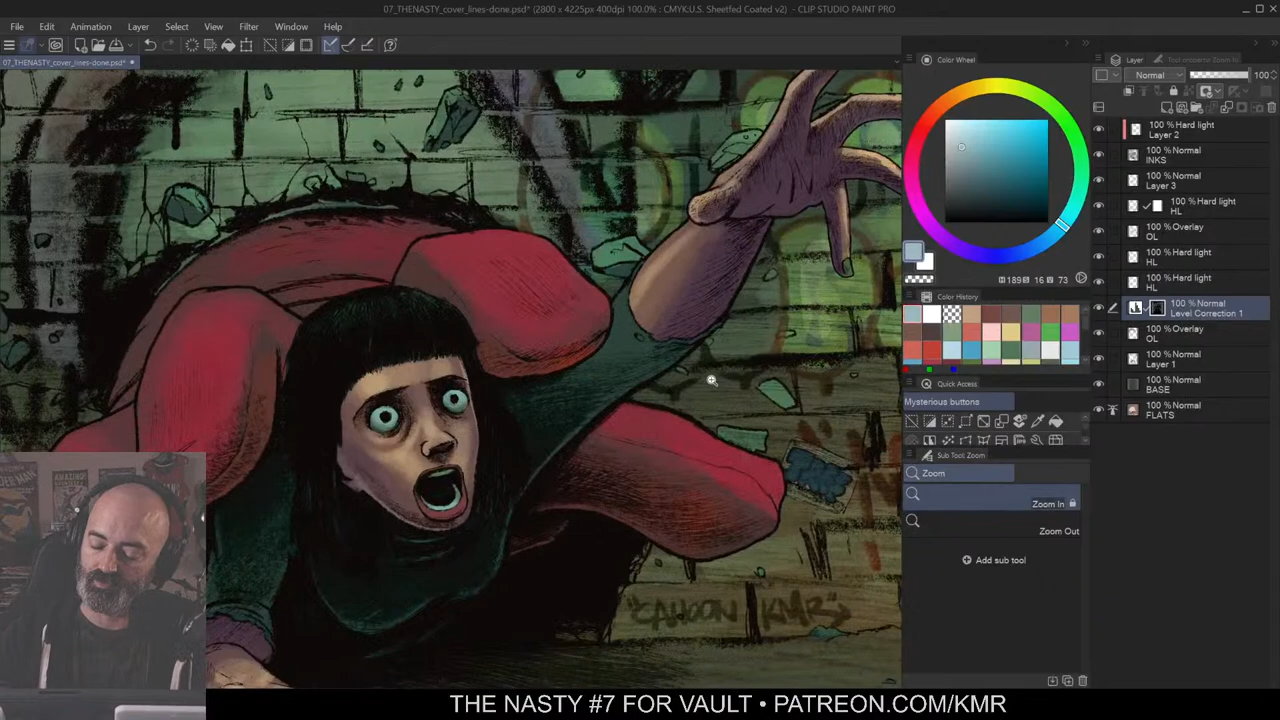 07_THENASTY_cover_lines-done.psd* (2800 x 4225px 400dpi 100.0% : CMYK:U.S. Sheetfed Coated v2) - CLIP STUDIO PAINT PRO
File Edit Animation Layer Select View Filter Window Help
07_THENASTY_cover_lines-done.psd*
Color Wheel
189 16 73
Color History
Quick Access
Mysterious buttons
Sub Tool Zoom
Zoom
Zoom In
Zoom Out
Add sub tool
Layer
Normal 100
100 % Hard light
Layer 2
100 % Normal
INKS
100 % Normal
Layer 3
100 % Hard light
HL
100 % Overlay
OL
100 % Hard light
HL
100 % Hard light
HL
100 % Normal
Level Correction 1
100 % Overlay
OL
100 % Normal
Layer 1
100 % Normal
BASE
100 % Normal
FLATS
"CAHOON KMR"
THE NASTY #7 FOR VAULT • PATREON.COM/KMR